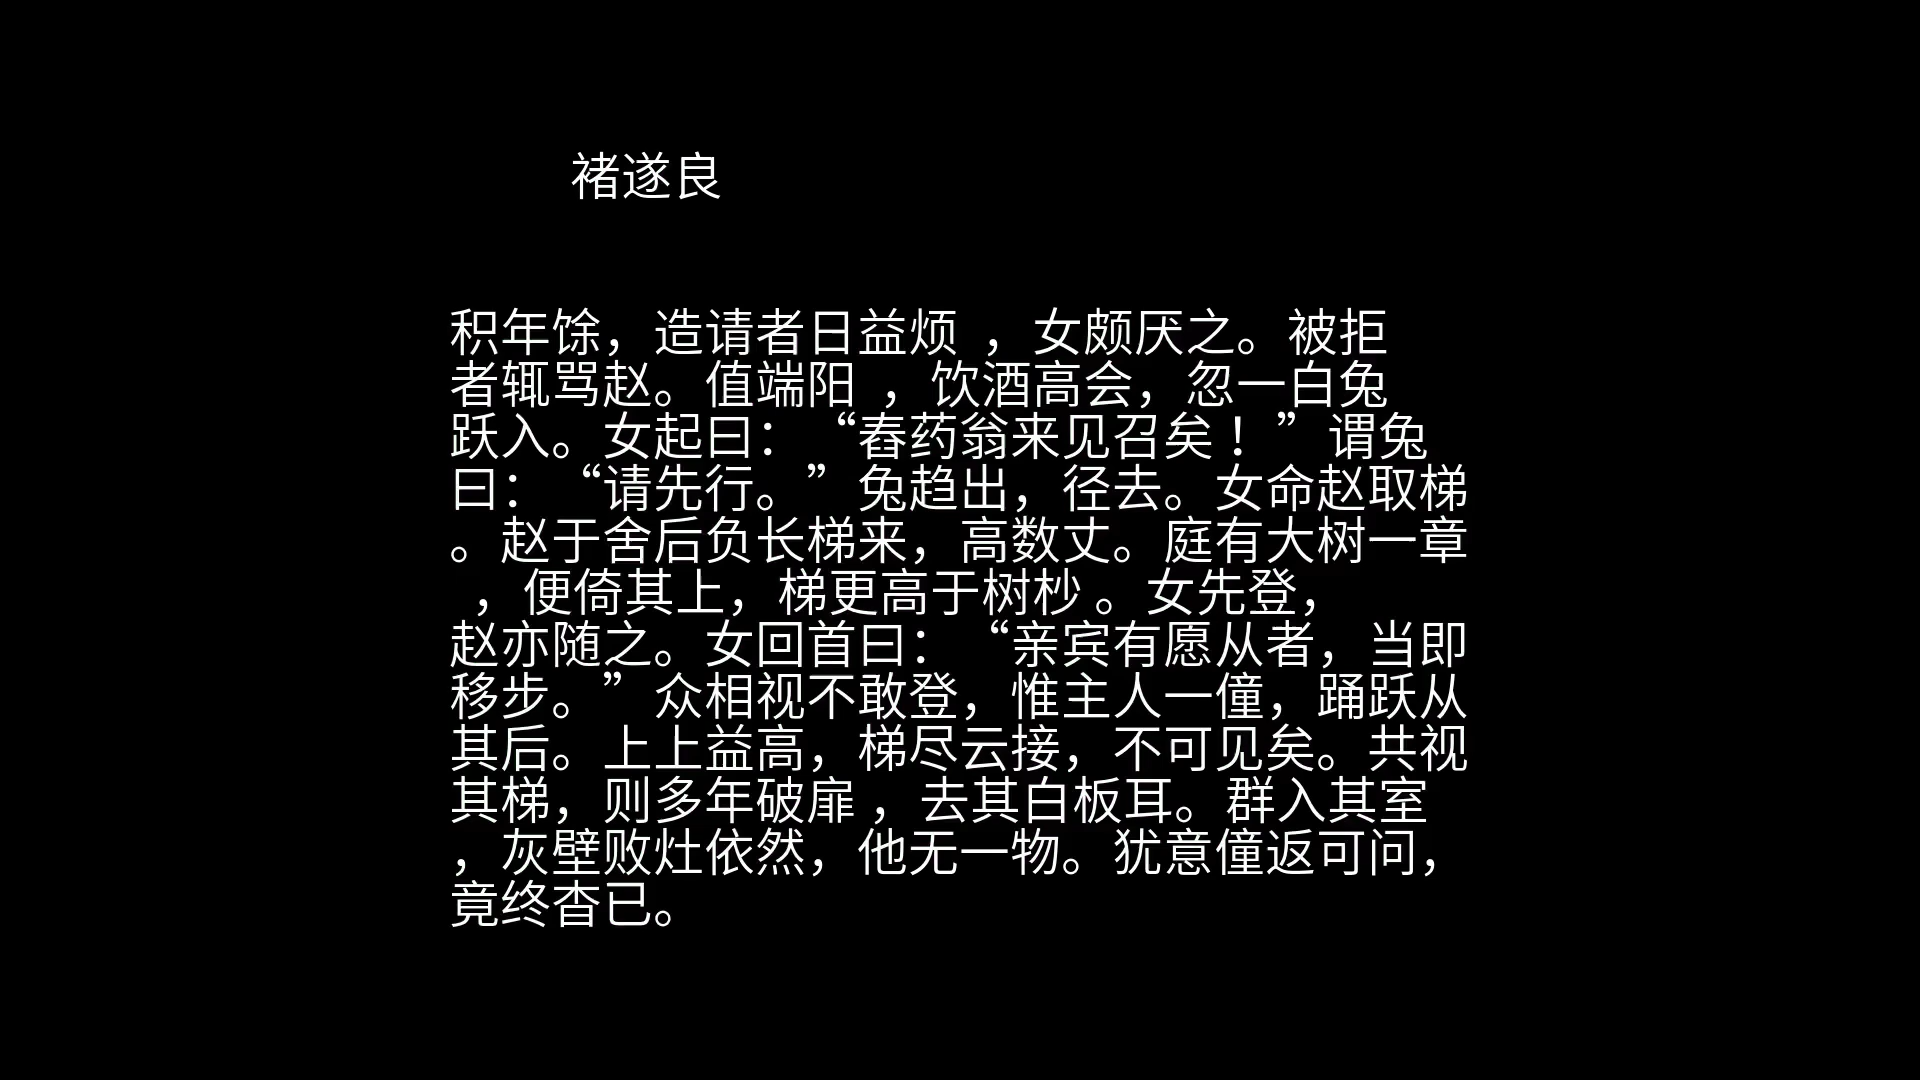 褚遂良
积年馀，造请者日益烦 ，女颇厌之。被拒
者辄骂赵。值端阳 ，饮酒高会，忽一白兔
跃入。女起曰：“舂药翁来见召矣！”谓兔
曰：“请先行。”兔趋出，径去。女命赵取梯
。赵于舍后负长梯来，高数丈。庭有大树一章
，便倚其上，梯更高于树杪 。女先登，
赵亦随之。女回首曰：“亲宾有愿从者，当即
移步。”众相视不敢登，惟主人一僮，踊跃从
其后。上上益高，梯尽云接，不可见矣。共视
其梯，则多年破扉 ，去其白板耳。群入其室
，灰壁败灶依然，他无一物。犹意僮返可问，
竟终杳已。